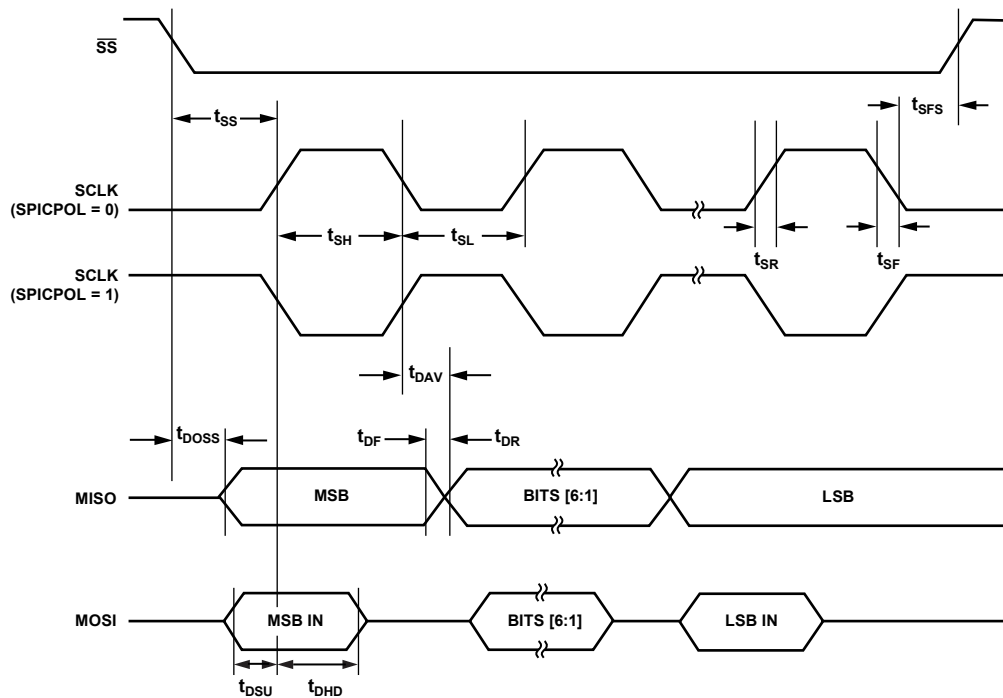 SS
tSS
tSFS
SCLK
(SPICPOL = 0)
tSH
tSL
tSR
tSF
SCLK
(SPICPOL = 1)
tDAV
tDOSS
tDF
tDR
MISO
MSB
BITS [6:1]
LSB
MOSI
MSB IN
BITS [6:1]
LSB IN
tDSU
tDHD